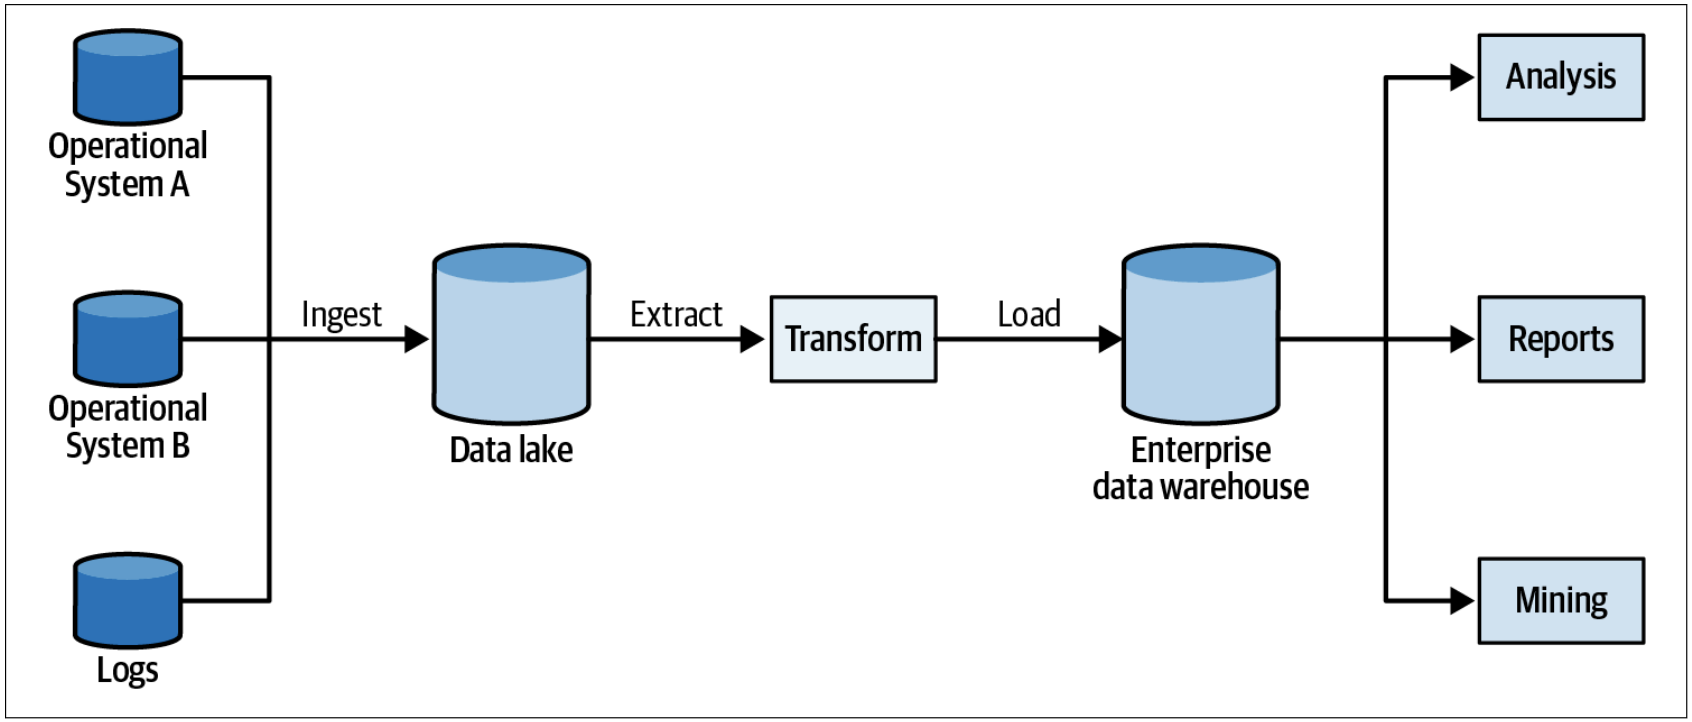 Operational
System A
Operational
System B
Logs
Ingest
Data lake
Extract
Transform
Load
Enterprise
data warehouse
Analysis
Reports
Mining